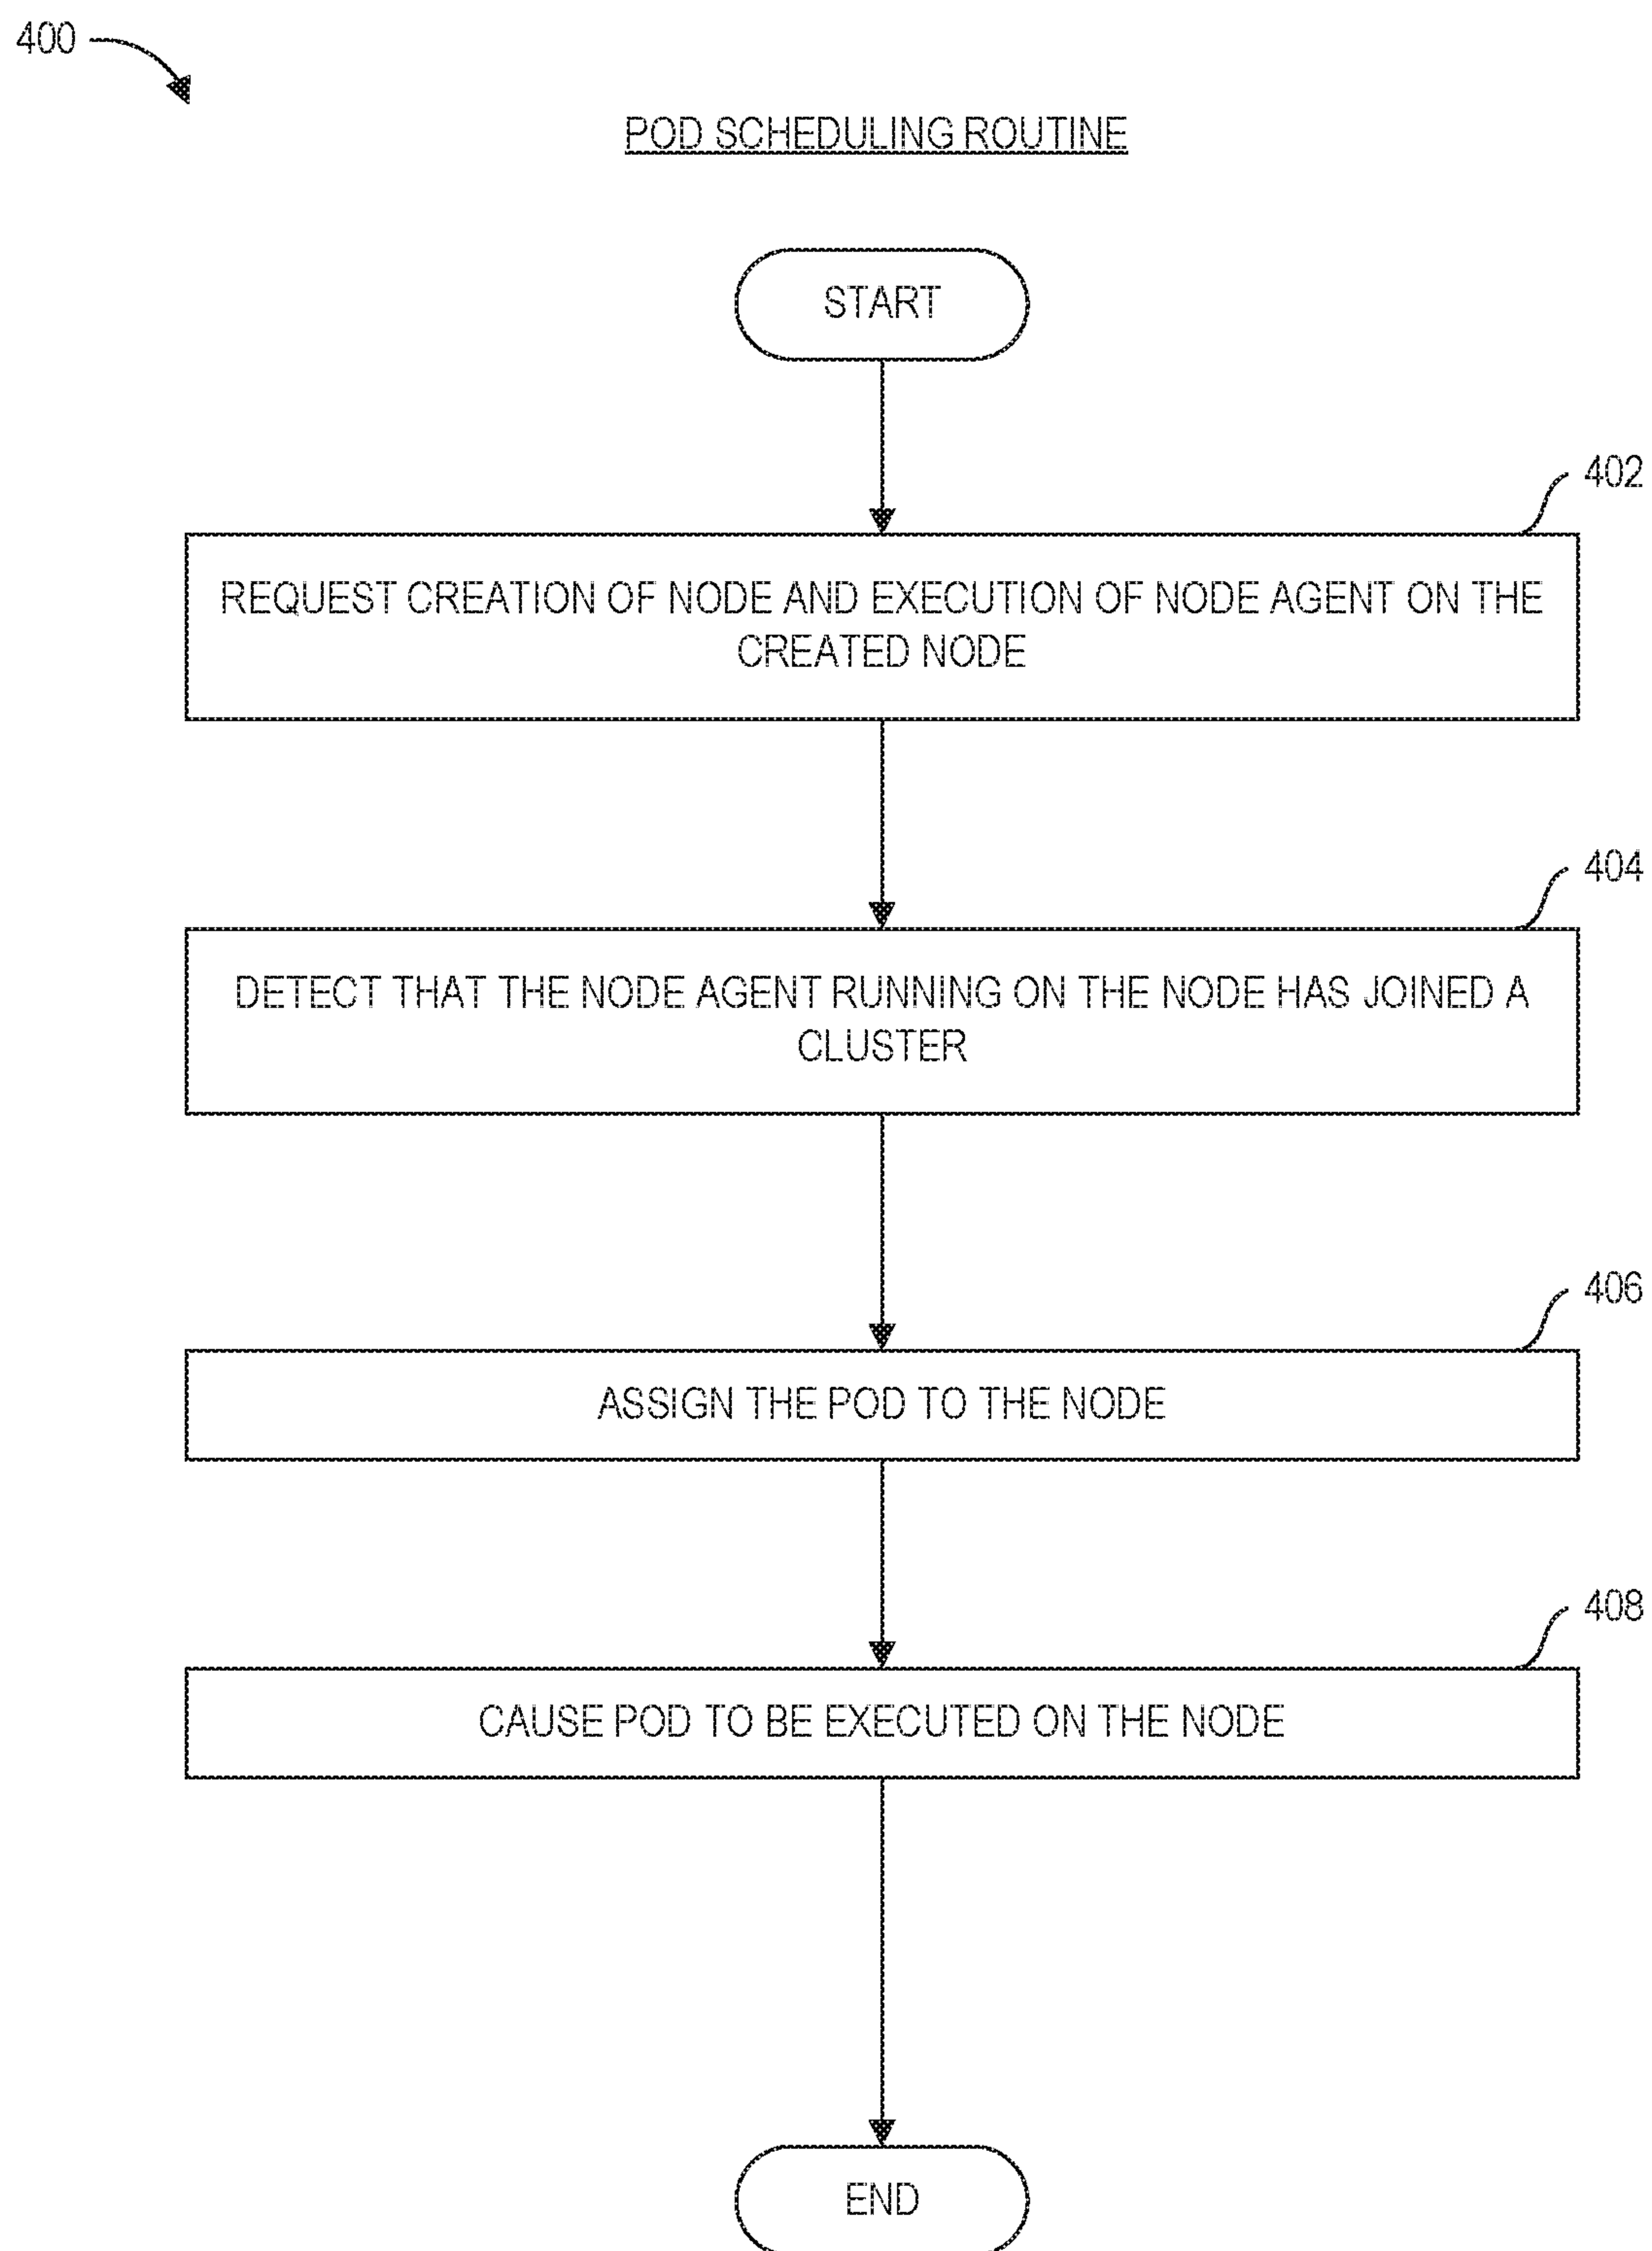 400
POD SCHEDULING ROUTINE
START
402
REQUEST CREATION OF NODE AND EXECUTION OF NODE AGENT ON THE
CREATED NODE
404
DETECT THAT THE NODE AGENT RUNNING ON THE NODE HAS JOINED A
CLUSTER
406
ASSIGN THE POD TO THE NODE
408
CAUSE POD TO BE EXECUTED ON THE NODE
END